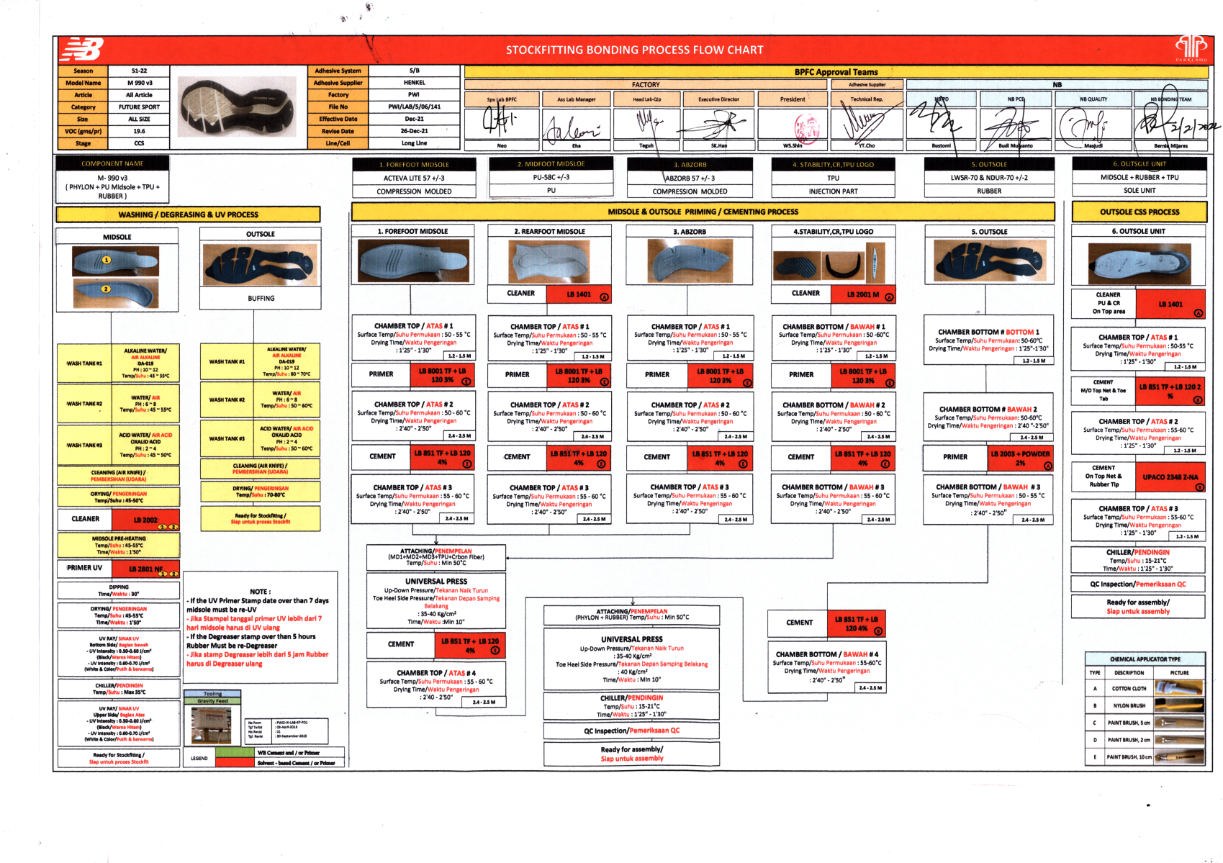 NB
STOCKFITTING BONDING PROCESS FLOW CHART
PARKLAND
Season S1-22
Model Name M 990 v3
Article All Article
Category FUTURE SPORT
Size ALL SIZE
VOC (gms/pr) 19.6
Stage CCS
Adhesive System S/B
Adhesive Supplier HENKEL
Factory PWI
File No PWI/LAB/S/06/141
Effective Date Dec-21
Revise Date 26-Dec-21
Line/Cell Long Line
BPFC Approval Teams
FACTORY Adhesive Supplier NB
Spv Lab BPFC Ass Lab Manager Head Lab-Qip Executive Director President Technical Rep. NB PCE NB QUALITY NB BONDING TEAM
Neo Eha Teguh SK.Hao WS.Shin YT.Cho Bestoml Budi Muryanto Masjudi Bernie Mijares
COMPONENT NAME
M- 990 v3
( PHYLON + PU Midsole + TPU +
RUBBER )
1. FOREFOOT MIDSOLE
ACTEVA LITE 57 +/-3
COMPRESSION MOLDED
2. MIDFOOT MIDSLOE
PU-58C +/-3
PU
3. ABZORB
ABZORB 57 +/- 3
COMPRESSION MOLDED
4. STABILITY,CR,TPU LOGO
TPU
INJECTION PART
5. OUTSOLE
LWSR-70 & NDUR-70 +/-2
RUBBER
6. OUTSOLE UNIT
MIDSOLE + RUBBER + TPU
SOLE UNIT
WASHING / DEGREASING & UV PROCESS
MIDSOLE
1
2
WASH TANK #1
ALKALINE WATER/
AIR ALKALINE
DA-019
PH : 10 ~ 12
Temp/Suhu : 45 ~ 55°C
WASH TANK #2
WATER/ AIR
PH : 6 ~ 8
Temp/Suhu : 45 ~ 55°C
WASH TANK #3
ACID WATER/ AIR ACID
OXALID ACID
PH : 2 ~ 4
Temp/Suhu : 45 ~ 50°C
CLEANING (AIR KNIFE) /
PEMBERSIHAN (UDARA)
DRYING/ PENGERINGAN
Temp/Suhu : 45-50°C
CLEANER LB 2002
MIDSOLE PRE-HEATING
Temp/Suhu : 45-55°C
Time/Waktu : 1'50"
PRIMER UV LB 2801 NF
DIPPING
Time/Waktu : 30"
DRYING/ PENGERINGAN
Temp/Suhu : 45-55°C
Time/Waktu : 1'50"
UV RAY/ SINAR UV
Bottom Side/ Bagian bawah
- UV Intensity : 0.50-0.60 J/cm²
(Black/Warna Hitam)
- UV Intensity : 0.60-0.70 J/cm²
(White & Color/Putih & berwarna)
CHILLER/PENDINGIN
Temp/Suhu : Max 35°C
UV RAY/ SINAR UV
Upper Side/ Bagian Atas
- UV Intensity : 0.50-0.60 J/cm²
(Black/Warna Hitam)
- UV Intensity : 0.60-0.70 J/cm²
(White & Color/Putih & berwarna)
Ready for Stockfiting /
Siap untuk proses Stockfit
OUTSOLE
BUFFING
WASH TANK #1
ALKALINE WATER/
AIR ALKALINE
DA-019
PH : 10 ~ 12
Temp/Suhu : 60 ~ 70°C
WASH TANK #2
WATER/ AIR
PH : 6 ~ 8
Temp/Suhu : 50 ~ 60°C
WASH TANK #3
ACID WATER/ AIR ACID
OXALID ACID
PH : 2 ~ 4
Temp/Suhu : 50 ~ 60°C
CLEANING (AIR KNIFE) /
PEMBERSIHAN (UDARA)
DRYING/ PENGERINGAN
Temp/Suhu : 70-80°C
Ready for Stockfiting /
Siap untuk proses Stockfit
NOTE :
- If the UV Primer Stamp date over than 7 days
midsole must be re-UV
- Jika Stampel tanggal primer UV lebih dari 7
hari midsole harus di UV ulang
- If the Degreaser stamp over than 5 hours
Rubber Must be re-Degreaser
- Jika stamp Degreaser lebih dari 5 jam Rubber
harus di Degreaser ulang
Tooling
Gravity Feed
LEGEND
WB Cement and / or Primer
Solvent - based Cement / or Primer
MIDSOLE & OUTSOLE PRIMING / CEMENTING PROCESS
1. FOREFOOT MIDSOLE
CHAMBER TOP / ATAS # 1
Surface Temp/Suhu Permukaan : 50 - 55 °C
Drying Time/Waktu Pengeringan
: 1'25" - 1'30"
1.2 - 1.5 M
PRIMER LB 8001 TF + LB
120 3%
CHAMBER TOP / ATAS # 2
Surface Temp/Suhu Permukaan : 50 - 60 °C
Drying Time/Waktu Pengeringan
: 2'40" - 2'50"
2.4 - 2.5 M
CEMENT LB 851 TF + LB 120
4%
CHAMBER TOP / ATAS # 3
Surface Temp/Suhu Permukaan : 55 - 60 °C
Drying Time/Waktu Pengeringan
: 2'40" - 2'50"
2.4 - 2.5 M
ATTACHING/PENEMPELAN
(MD1+MD2+MD3+TPU+Crbon Fiber)
Temp/Suhu : Min 50°C
UNIVERSAL PRESS
Up-Down Pressure/Tekanan Naik Turun
Toe Heel Side Pressure/Tekanan Depan Samping
Belakang
: 35-40 Kg/cm²
Time/Waktu :Min 10"
CEMENT LB 851 TF + LB 120
4%
CHAMBER TOP / ATAS # 4
Surface Temp/Suhu Permukaan : 55 - 60 °C
Drying Time/Waktu Pengeringan
: 2'40 - 2'50"
2.4 - 2.5 M
2. REARFOOT MIDSOLE
CLEANER LB 1401
CHAMBER TOP / ATAS # 1
Surface Temp/Suhu Permukaan : 50 - 55 °C
Drying Time/Waktu Pengeringan
: 1'25" - 1'30"
1.2 - 1.5 M
PRIMER LB 8001 TF + LB
120 3%
CHAMBER TOP / ATAS # 2
Surface Temp/Suhu Permukaan : 50 - 60 °C
Drying Time/Waktu Pengeringan
: 2'40" - 2'50"
2.4 - 2.5 M
CEMENT LB 851 TF + LB 120
4%
CHAMBER TOP / ATAS # 3
Surface Temp/Suhu Permukaan : 55 - 60 °C
Drying Time/Waktu Pengeringan
: 2'40" - 2'50"
2.4 - 2.5 M
3. ABZORB
CHAMBER TOP / ATAS # 1
Surface Temp/Suhu Permukaan : 50 - 55 °C
Drying Time/Waktu Pengeringan
: 1'25" - 1'30"
1.2 - 1.5 M
PRIMER LB 8001 TF + LB
120 3%
CHAMBER TOP / ATAS # 2
Surface Temp/Suhu Permukaan : 50 - 60 °C
Drying Time/Waktu Pengeringan
: 2'40" - 2'50"
2.4 - 2.5 M
CEMENT LB 851 TF + LB 120
4%
CHAMBER TOP / ATAS # 3
Surface Temp/Suhu Permukaan : 55 - 60 °C
Drying Time/Waktu Pengeringan
: 2'40" - 2'50"
2.4 - 2.5 M
ATTACHING/PENEMPELAN
(PHYLON + RUBBER) Temp/Suhu : Min 50°C
UNIVERSAL PRESS
Up-Down Pressure/Tekanan Naik Turun
: 35-40 Kg/cm²
Toe Heel Side Pressure/Tekanan Depan Samping Belakang
: 40 Kg/cm²
Time/Waktu : Min 10"
CHILLER/PENDINGIN
Temp/Suhu : 15-21°C
Time/Waktu : 1'25" - 1'30"
QC Inspection/Pemeriksaan QC
Ready for assembly/
Siap untuk assembly
4.STABILITY,CR,TPU LOGO
CLEANER LB 2001 M
CHAMBER BOTTOM / BAWAH # 1
Surface Temp/Suhu Permukaan : 50 -60°C
Drying Time/Waktu Pengeringan
: 1'25" - 1'30"
1.2 - 1.5 M
PRIMER LB 8001 TF + LB
120 3%
CHAMBER BOTTOM / BAWAH # 2
Surface Temp/Suhu Permukaan : 50 - 60 °C
Drying Time/Waktu Pengeringan
: 2'40" - 2'50"
2.4 - 2.5 M
CEMENT LB 851 TF + LB 120
4%
CHAMBER BOTTOM / BAWAH # 3
Surface Temp/Suhu Permukaan : 55 - 60 °C
Drying Time/Waktu Pengeringan
: 2'40" - 2'50"
2.4 - 2.5 M
CEMENT LB 851 TF + LB
120 4%
CHAMBER BOTTOM / BAWAH # 4
Surface Temp/Suhu Permukaan : 55-60°C
Drying Time/Waktu Pengeringan
: 2'40" - 2'50"
2.4 - 2.5 M
5. OUTSOLE
CHAMBER BOTTOM # BOTTOM 1
Surface Temp/Suhu Permukaan: 50-60°C
Drying Time/Waktu Pengeringan :1'25"-1'30"
1.2 - 1.5 M
CHAMBER BOTTOM # BAWAH 2
Surface Temp/Suhu Permukaan: 50-60°C
Drying Time/Waktu Pengeringan : 2'40 "-2'50"
2.4 - 2.5 M
PRIMER LB 2003 + POWDER
2%
CHAMBER BOTTOM / BAWAH # 3
Surface Temp/Suhu Permukaan : 50 - 55 °C
Drying Time/Waktu Pengeringan
: 2'40" - 2'50"
2.4 - 2.5 M
OUTSOLE CSS PROCESS
6. OUTSOLE UNIT
CLEANER
PU & CR
On Top area
LB 1401
CHAMBER TOP / ATAS # 1
Surface Temp/Suhu Permukaan : 50-55 °C
Drying Time/Waktu Pengeringan
: 1'25" - 1'30"
1.2 - 1.5 M
CEMENT
M/O Top Net & Toe
Tab
LB 851 TF + LB 120 2
%
CHAMBER TOP / ATAS # 2
Surface Temp/Suhu Permukaan : 55-60 °C
Drying Time/Waktu Pengeringan
: 1'25" - 1'30"
1.2 - 1.5 M
CEMENT
On Top Net &
Rubber Tip
UPACO 2348 Z-NA
CHAMBER TOP / ATAS # 3
Surface Temp/Suhu Permukaan : 55-60 °C
Drying Time/Waktu Pengeringan
: 1'25" - 1'30"
1.2 - 1.5 M
CHILLER/PENDINGIN
Temp/Suhu : 15-21°C
Time/Waktu : 1'25" - 1'30"
QC Inspection/Pemeriksaan QC
Ready for assembly/
Siap untuk assembly
CHEMICAL APPLICATOR TYPE
TYPE DESCRIPTION PICTURE
A COTTON CLOTH
B NYLON BRUSH
C PAINT BRUSH, 5 cm
D PAINT BRUSH, 2 cm
E PAINT BRUSH, 10 cm